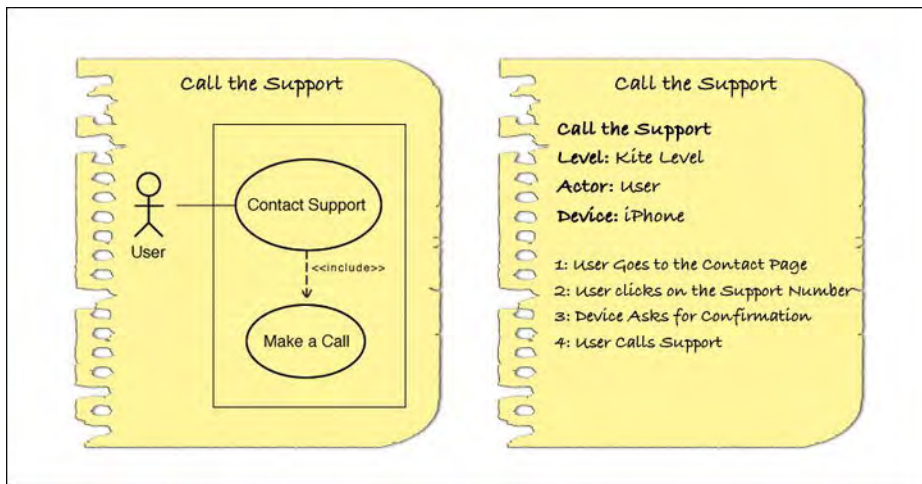 Call the Support
Contact Support
User
<<include>>
Make a Call
Call the Support
Call the Support
Level: Kite Level
Actor: User
Device: iPhone
1: User Goes to the Contact Page
2: User clicks on the Support Number
3: Device Asks for Confirmation
4: User Calls Support